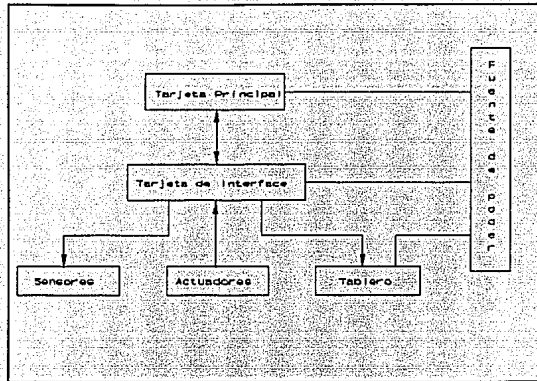 Tarjeta Principal
Tarjeta de Interface
Sensores
Actuadores
Tablero
Fuente de poder